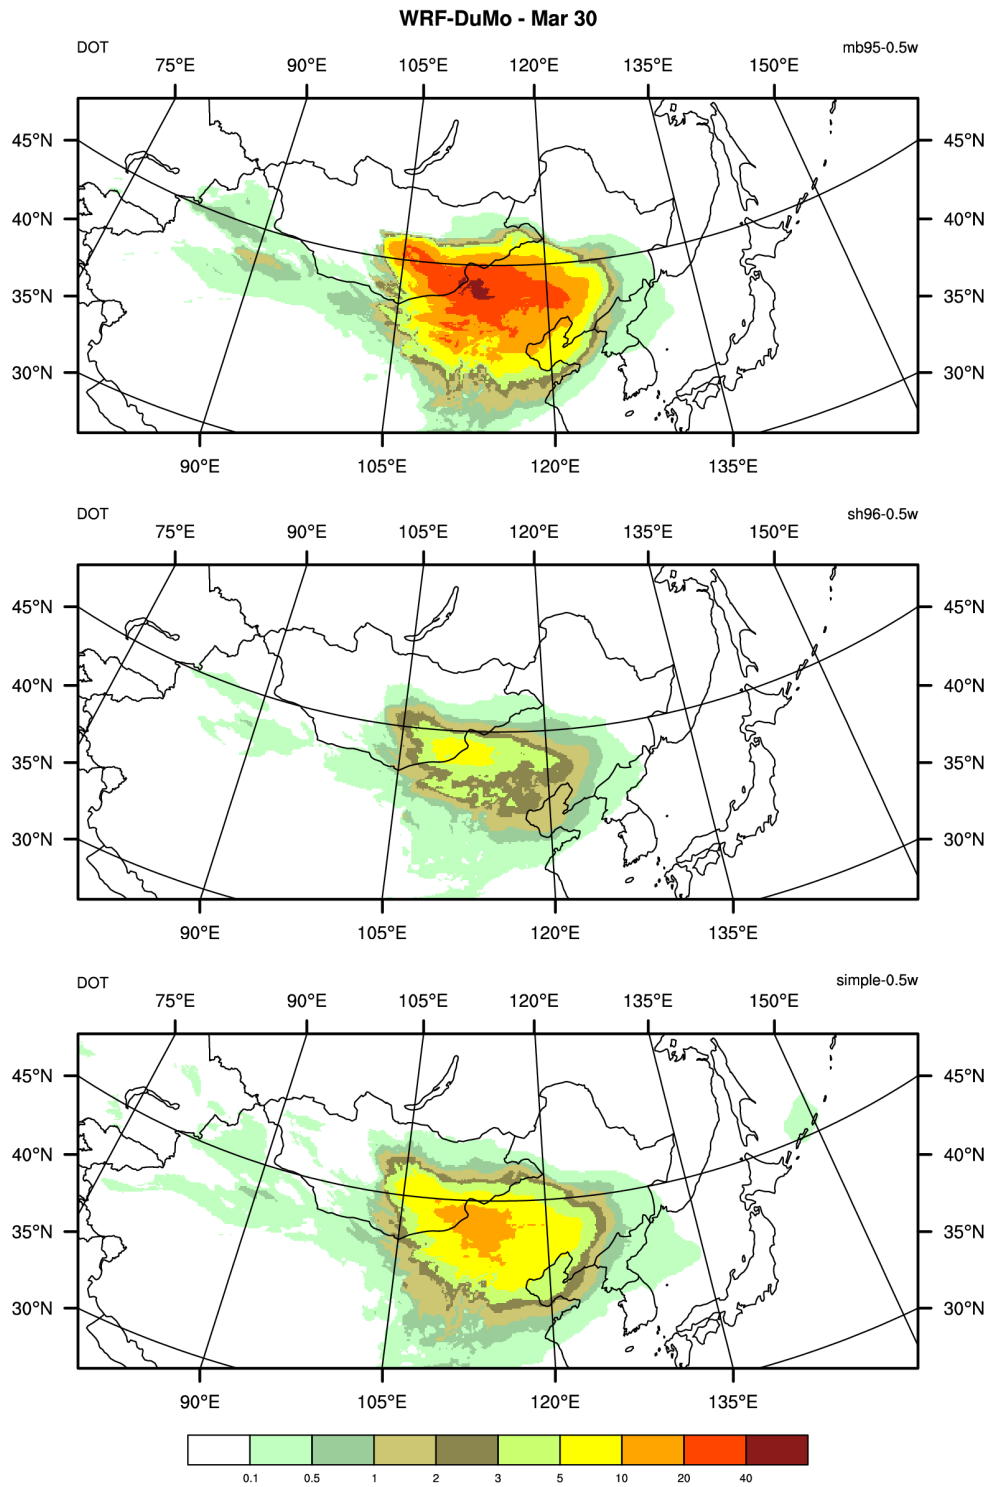 WRF-DuMo - Mar 30
DOT mb95-0.5w
75°E 90°E 105°E 120°E 135°E 150°E
45°N 45°N
40°N 40°N
35°N 35°N
30°N 30°N
90°E 105°E 120°E 135°E
DOT sh96-0.5w
75°E 90°E 105°E 120°E 135°E 150°E
45°N 45°N
40°N 40°N
35°N 35°N
30°N 30°N
90°E 105°E 120°E 135°E
DOT simple-0.5w
75°E 90°E 105°E 120°E 135°E 150°E
45°N 45°N
40°N 40°N
35°N 35°N
30°N 30°N
90°E 105°E 120°E 135°E
0.1 0.5 1 2 3 5 10 20 40